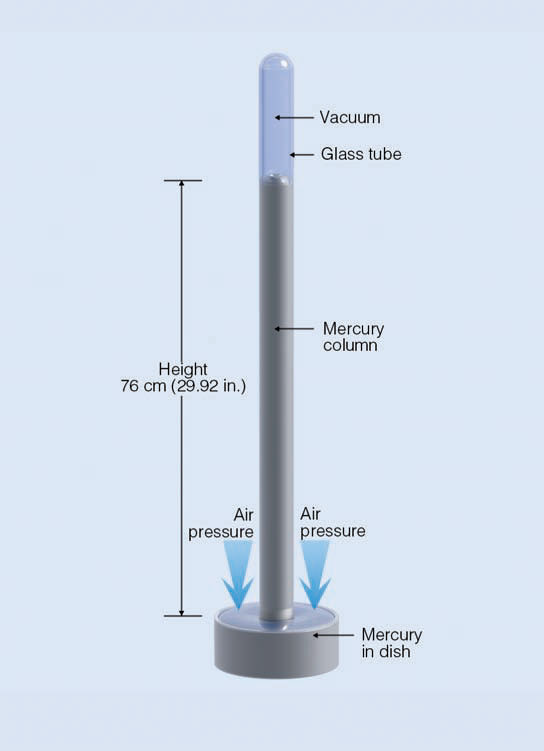 Vacuum
Glass tube
Mercury
column
Height
76 cm (29.92 in.)
Air
pressure
Air
pressure
Mercury
in dish